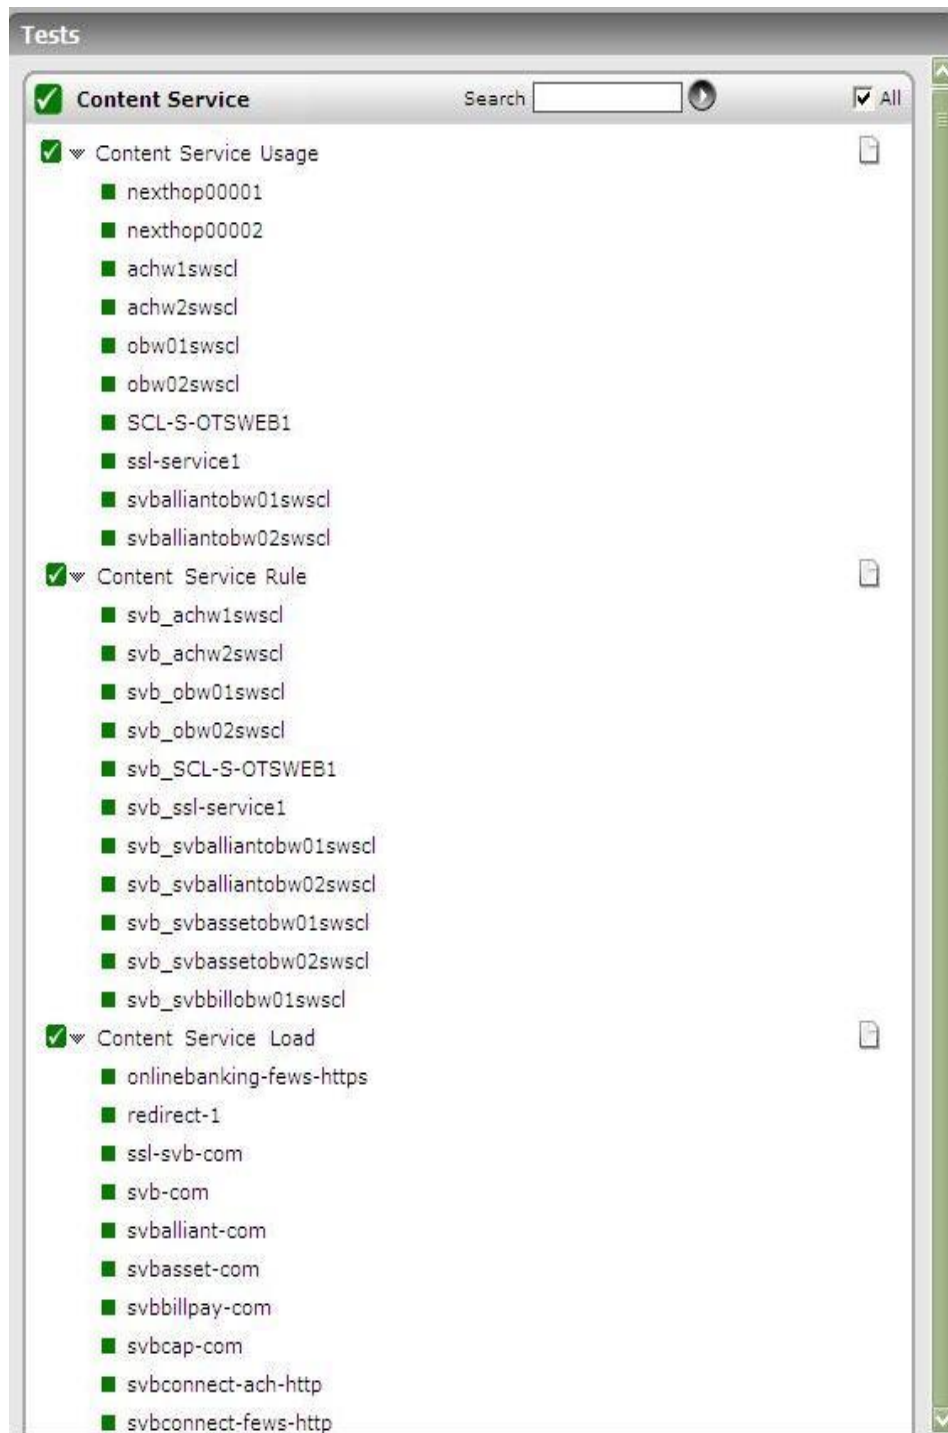 Tests
Content Service Search All
Content Service Usage
nexthop00001
nexthop00002
achw1swscl
achw2swscl
obw01swscl
obw02swscl
SCL-S-OTSWEB1
ssl-service1
svballiantobw01swscl
svballiantobw02swscl
Content Service Rule
svb_achw1swscl
svb_achw2swscl
svb_obw01swscl
svb_obw02swscl
svb_SCL-S-OTSWEB1
svb_ssl-service1
svb_svballiantobw01swscl
svb_svballiantobw02swscl
svb_svbassetobw01swscl
svb_svbassetobw02swscl
svb_svbbillobw01swscl
Content Service Load
onlinebanking-fews-https
redirect-1
ssl-svb-com
svb-com
svballiant-com
svbasset-com
svbbillpay-com
svbcap-com
svbconnect-ach-http
svbconnect-fews-http